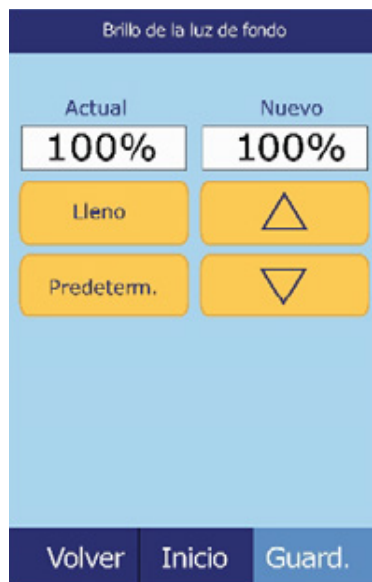 Brillo de la luz de fondo
Actual Nuevo
100% 100%
Lleno
Predeterm.
Volver Inicio Guard.